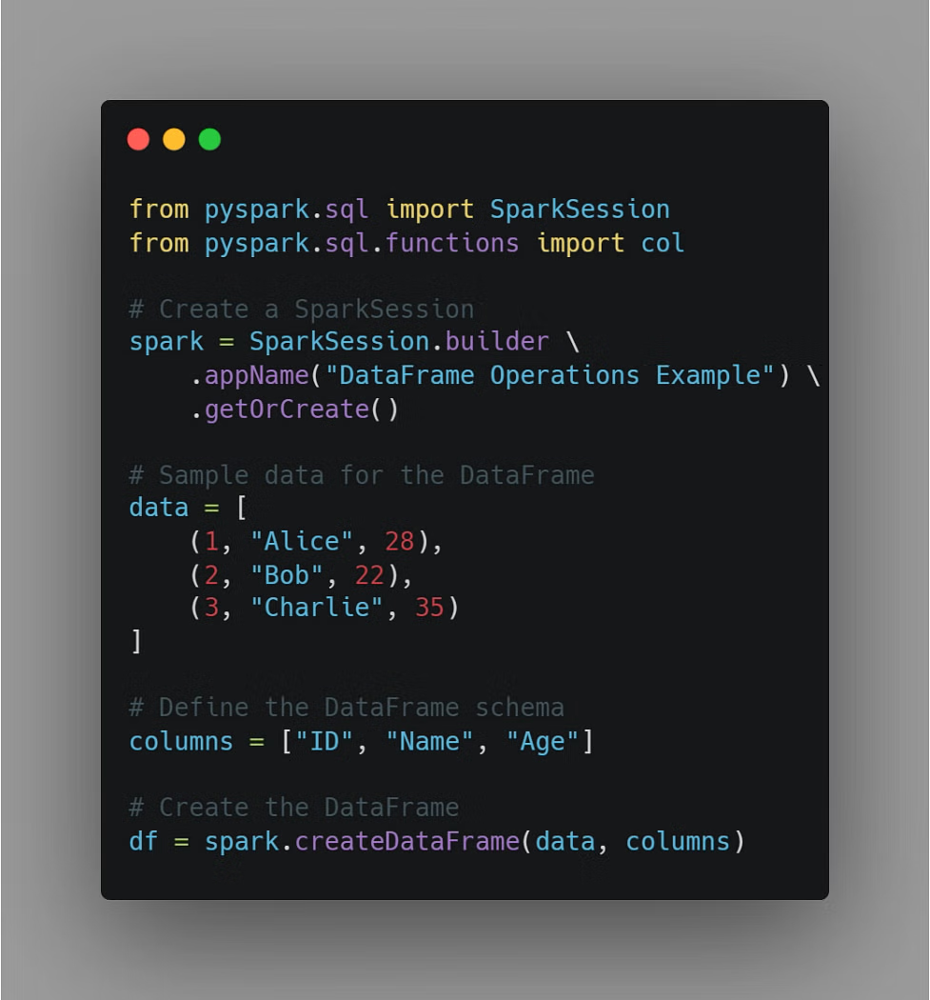 from pyspark.sql import SparkSession
from pyspark.sql.functions import col
# Create a SparkSession
spark = SparkSession.builder \
    .appName("DataFrame Operations Example") \
    .getOrCreate()
# Sample data for the DataFrame
data = [
    (1, "Alice", 28),
    (2, "Bob", 22),
    (3, "Charlie", 35)
]
# Define the DataFrame schema
columns = ["ID", "Name", "Age"]
# Create the DataFrame
df = spark.createDataFrame(data, columns)